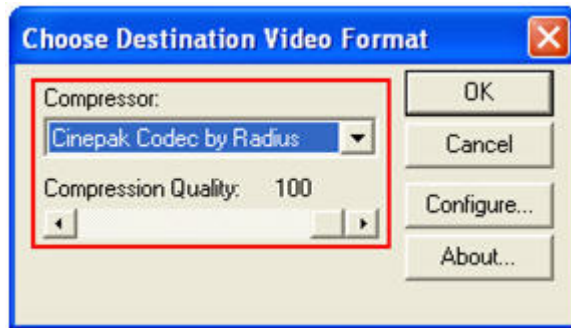 Choose Destination Video Format
Compressor:
Cinepak Codec by Radius
Compression Quality: 100
OK
Cancel
Configure...
About...